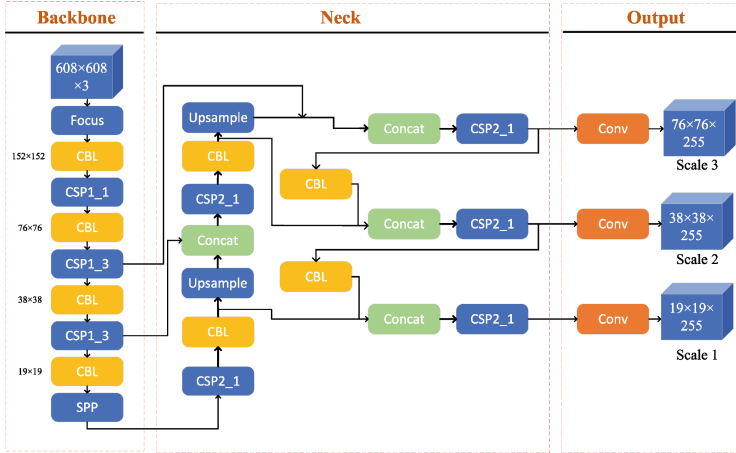 Backbone
608×608
×3
Focus
152×152
CBL
CSP1_1
76×76
CBL
CSP1_3
38×38
CBL
CSP1_3
19×19
CBL
SPP
Neck
Upsample
CBL
CSP2_1
Concat
Upsample
CBL
CSP2_1
Concat
CSP2_1
CBL
Concat
CSP2_1
CBL
Concat
CSP2_1
Output
Conv
76×76×
255
Scale 3
Conv
38×38×
255
Scale 2
Conv
19×19×
255
Scale 1